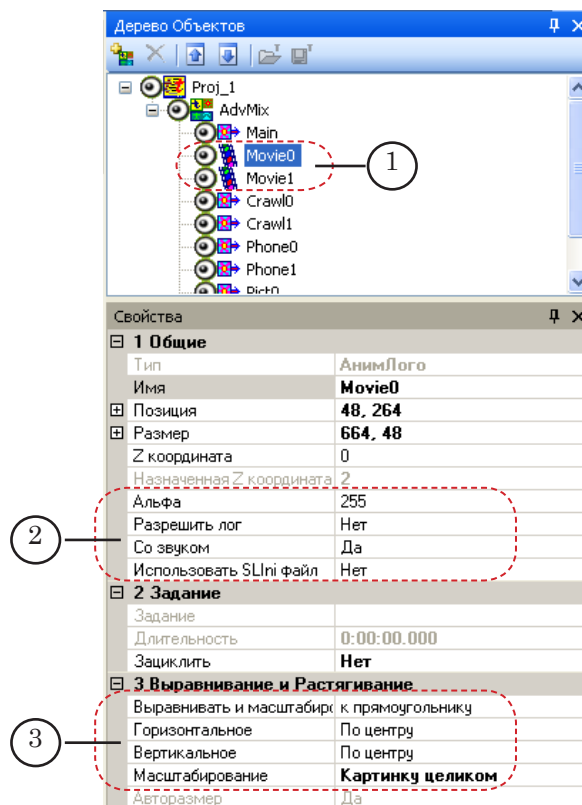 Дерево Объектов
Proj_1
AdvMix
Main
Movie0
Movie1
1
Crawl0
Crawl1
Phone0
Phone1
Pict0
Свойства
1 Общие
Тип АнимЛого
Имя Movie0
Позиция 48, 264
Размер 664, 48
Z координата 0
Назначенная Z координата 2
Альфа 255
Разрешить лог Нет
2
Со звуком Да
Использовать SLIni файл Нет
2 Задание
Задание
Длительность 0:00:00.000
Зациклить Нет
3 Выравнивание и Растягивание
Выравнивать и масштабиро к прямоугольнику
Горизонтальное По центру
3
Вертикальное По центру
Масштабирование Картинку целиком
Авторазмер Да